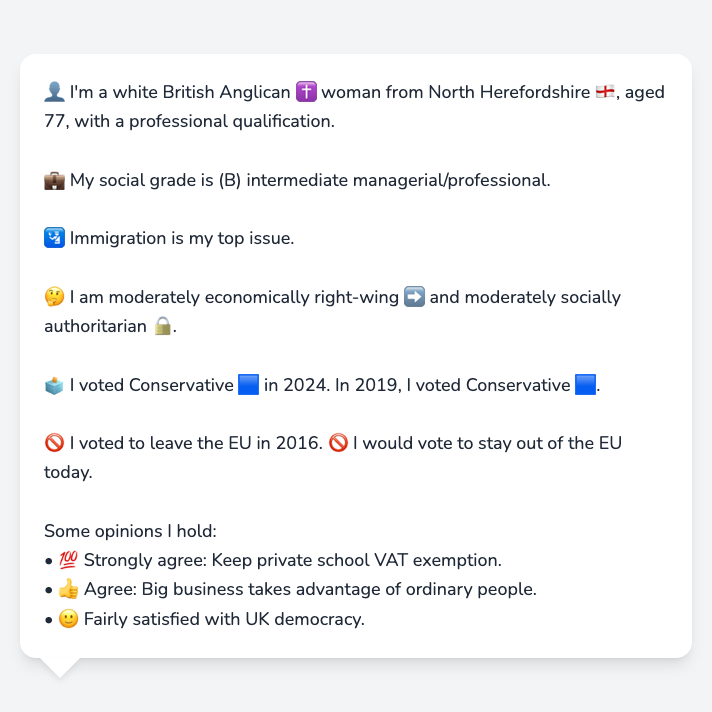 👤 I'm a white British Anglican ✝️ woman from North Herefordshire 🏴󠁧󠁢󠁥󠁮󠁧󠁿, aged
77, with a professional qualification.
💼 My social grade is (B) intermediate managerial/professional.
🛂 Immigration is my top issue.
🤔 I am moderately economically right-wing ➡️ and moderately socially
authoritarian 🔒.
🗳️ I voted Conservative 🟦 in 2024. In 2019, I voted Conservative 🟦.
🚫 I voted to leave the EU in 2016. 🚫 I would vote to stay out of the EU
today.
Some opinions I hold:
• 💯 Strongly agree: Keep private school VAT exemption.
• 👍 Agree: Big business takes advantage of ordinary people.
• 🙂 Fairly satisfied with UK democracy.